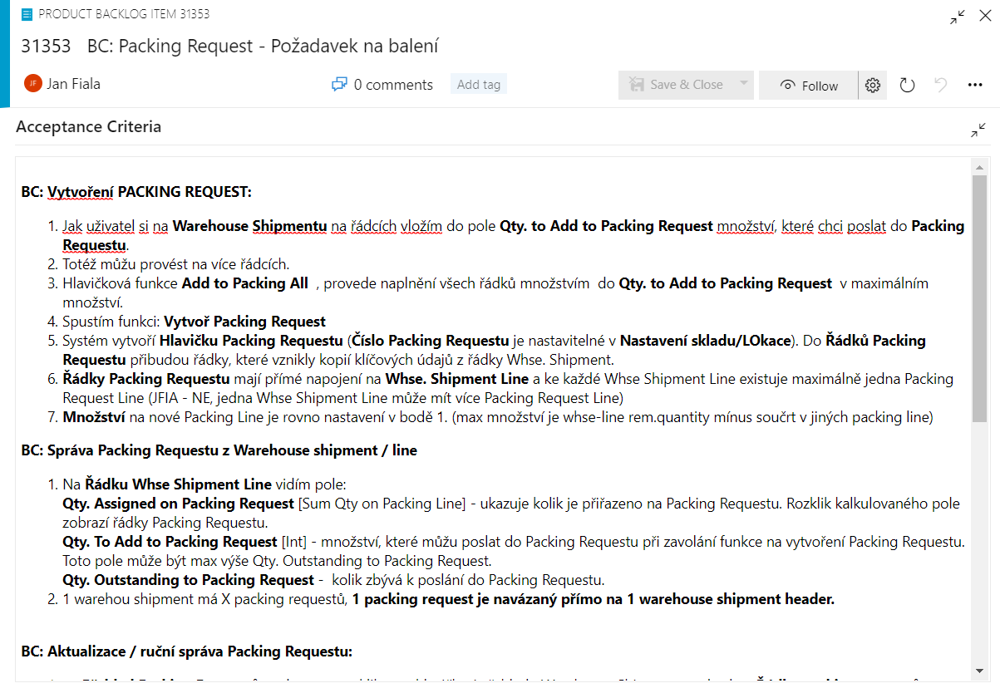 PRODUCT BACKLOG ITEM 31353
31353 BC: Packing Request - Požadavek na balení
JF Jan Fiala
0 comments
Add tag
Save & Close
Follow
Acceptance Criteria
BC: Vytvoření PACKING REQUEST:
1. Jak uživatel si na Warehouse Shipmentu na řádcích vložím do pole Qty. to Add to Packing Request množství, které chci poslat do Packing
Requestu.
2. Totéž můžu provést na více řádcích.
3. Hlavičková funkce Add to Packing All , provede naplnění všech řádků množstvím do Qty. to Add to Packing Request v maximálním
množství.
4. Spustím funkci: Vytvoř Packing Request
5. Systém vytvoří Hlavičku Packing Requestu (Číslo Packing Requestu je nastavitelné v Nastavení skladu/LOkace). Do Řádků Packing
Requestu přibudou řádky, které vznikly kopií klíčových údajů z řádky Whse. Shipment.
6. Řádky Packing Requestu mají přímé napojení na Whse. Shipment Line a ke každé Whse Shipment Line existuje maximálně jedna Packing
Request Line (JFIA - NE, jedna Whse Shipment Line může mít více Packing Request Line)
7. Množství na nové Packing Line je rovno nastavení v bodě 1. (max množství je whse-line rem.quantity mínus součrt v jiných packing line)
BC: Správa Packing Requestu z Warehouse shipment / line
1. Na Řádku Whse Shipment Line vidím pole:
Qty. Assigned on Packing Request [Sum Qty on Packing Line] - ukazuje kolik je přiřazeno na Packing Requestu. Rozklik kalkulovaného pole
zobrazí řádky Packing Requestu.
Qty. To Add to Packing Request [Int] - množství, které můžu poslat do Packing Requestu při zavolání funkce na vytvoření Packing Requestu.
Toto pole může být max výše Qty. Outstanding to Packing Request.
Qty. Outstanding to Packing Request - kolik zbývá k poslání do Packing Requestu.
2. 1 warehou shipment má X packing requestů, 1 packing request je navázaný přímo na 1 warehouse shipment header.
BC: Aktualizace / ruční správa Packing Requestu: